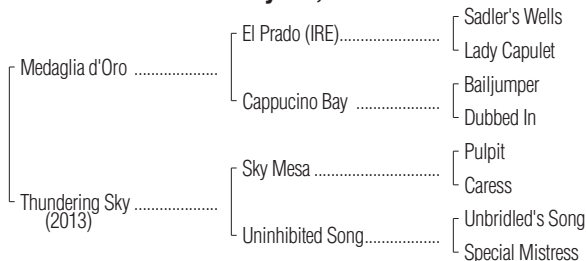 Sadler's Wells
El Prado (IRE)
Lady Capulet
Medaglia d'Oro
Bailjumper
Cappucino Bay
Dubbed In
Pulpit
Sky Mesa
Caress
Thundering Sky
(2013)
Unbridled's Song
Uninhibited Song
Special Mistress